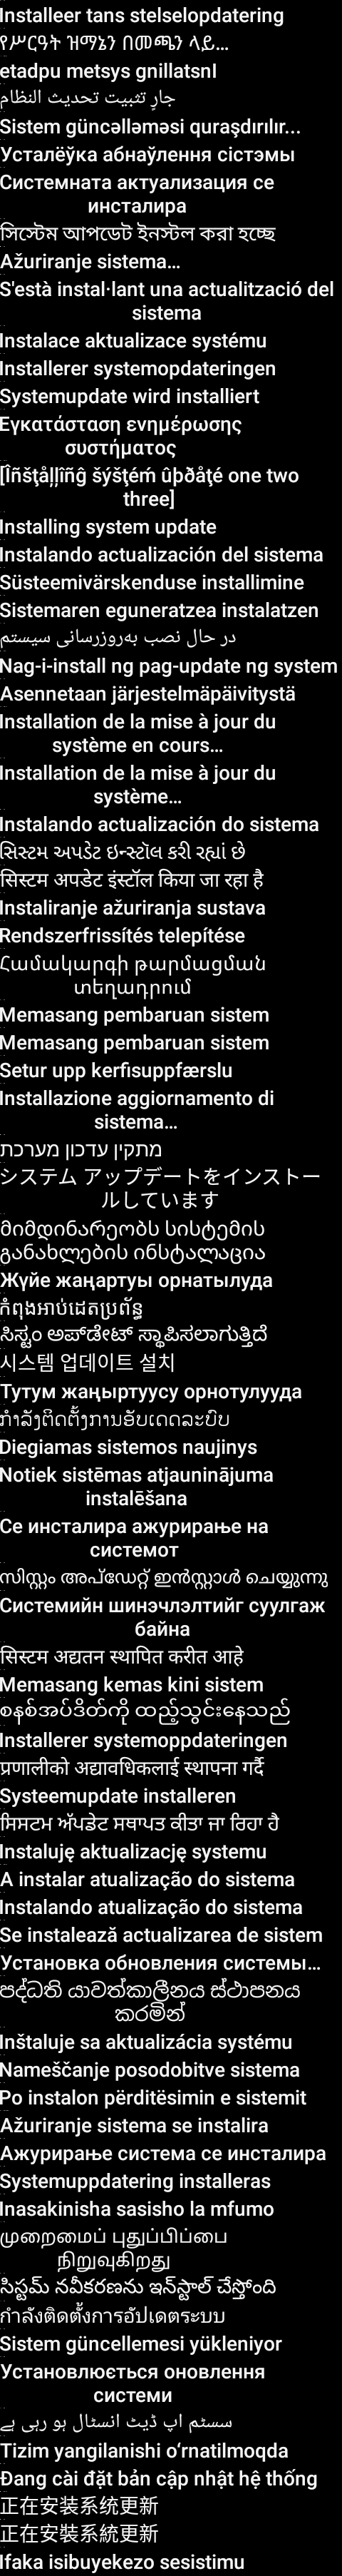 Installeer tans stelselopdatering
የሥርዓት ዝማኔን በመጫን ላይ…
etadpu metsys gnillatsnI
جارٍ تثبيت تحديث النظام
Sistem güncəlləməsi quraşdırılır...
Усталёўка абнаўлення сістэмы
Системната актуализация се
инсталира
সিস্টেম আপডেট ইনস্টল করা হচ্ছে
Ažuriranje sistema…
S'està instal·lant una actualització del
sistema
Instalace aktualizace systému
Installerer systemopdateringen
Systemupdate wird installiert
Εγκατάσταση ενημέρωσης
συστήματος
[Îñšţåļļîñĝ šýšţéḿ ûþðåţé one two
three]
Installing system update
Instalando actualización del sistema
Süsteemivärskenduse installimine
Sistemaren eguneratzea instalatzen
در حال نصب به‌روزرسانی سیستم
Nag-i-install ng pag-update ng system
Asennetaan järjestelmäpäivitystä
Installation de la mise à jour du
système en cours…
Installation de la mise à jour du
système…
Instalando actualización do sistema
સિસ્ટમ અપડેટ ઇન્સ્ટૉલ કરી રહ્યાં છે
सिस्टम अपडेट इंस्टॉल किया जा रहा है
Instaliranje ažuriranja sustava
Rendszerfrissítés telepítése
Համակարգի թարմացման
տեղադրում
Memasang pembaruan sistem
Memasang pembaruan sistem
Setur upp kerfisuppfærslu
Installazione aggiornamento di
sistema…
מתקין עדכון מערכת
システム アップデートをインストー
ルしています
მიმდინარეობს სისტემის
განახლების ინსტალაცია
Жүйе жаңартуы орнатылуда
កំពុងអាប់ដេតប្រព័ន្ធ
ಸಿಸ್ಟಂ ಅಪ್‌ಡೇಟ್ ಸ್ಥಾಪಿಸಲಾಗುತ್ತಿದೆ
시스템 업데이트 설치
Тутум жаңыртуусу орнотулууда
ກຳລັງຕິດຕັ້ງການອັບເດດລະບົບ
Diegiamas sistemos naujinys
Notiek sistēmas atjauninājuma
instalēšana
Се инсталира ажурирање на
системот
സിസ്റ്റം അപ്ഡേറ്റ് ഇൻസ്റ്റാൾ ചെയ്യുന്നു
Системийн шинэчлэлтийг суулгаж
байна
सिस्टम अद्यतन स्थापित करीत आहे
Memasang kemas kini sistem
စနစ်အပ်ဒိတ်ကို ထည့်သွင်းနေသည်
Installerer systemoppdateringen
प्रणालीको अद्यावधिकलाई स्थापना गर्दै
Systeemupdate installeren
ਸਿਸਟਮ ਅੱਪਡੇਟ ਸਥਾਪਤ ਕੀਤਾ ਜਾ ਰਿਹਾ ਹੈ
Instaluję aktualizację systemu
A instalar atualização do sistema
Instalando atualização do sistema
Se instalează actualizarea de sistem
Установка обновления системы…
පද්ධති යාවත්කාලීනය ස්ථාපනය
කරමින්
Inštaluje sa aktualizácia systému
Nameščanje posodobitve sistema
Po instalon përditësimin e sistemit
Ažuriranje sistema se instalira
Ажурирање система се инсталира
Systemuppdatering installeras
Inasakinisha sasisho la mfumo
முறைமைப் புதுப்பிப்பை
நிறுவுகிறது
సిస్టమ్ నవీకరణను ఇన్‌స్టాల్ చేస్తోంది
กำลังติดตั้งการอัปเดตระบบ
Sistem güncellemesi yükleniyor
Установлюється оновлення
системи
سسٹم اپ ڈیٹ انسٹال ہو رہی ہے
Tizim yangilanishi o‘rnatilmoqda
Đang cài đặt bản cập nhật hệ thống
正在安装系统更新
正在安裝系統更新
Ifaka isibuyekezo sesistimu